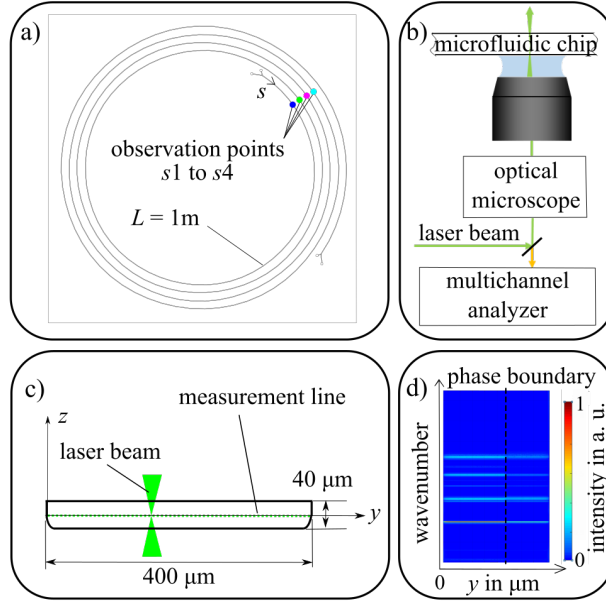 a)
s
observation points
s1 to s4
L = 1m
b)
microfluidic chip
optical
microscope
laser beam
multichannel
analyzer
c)
z
measurement line
laser beam
40 μm
y
400 μm
d)
phase boundary
wavenumber
1
0
intensity in a. u.
0
y in μm